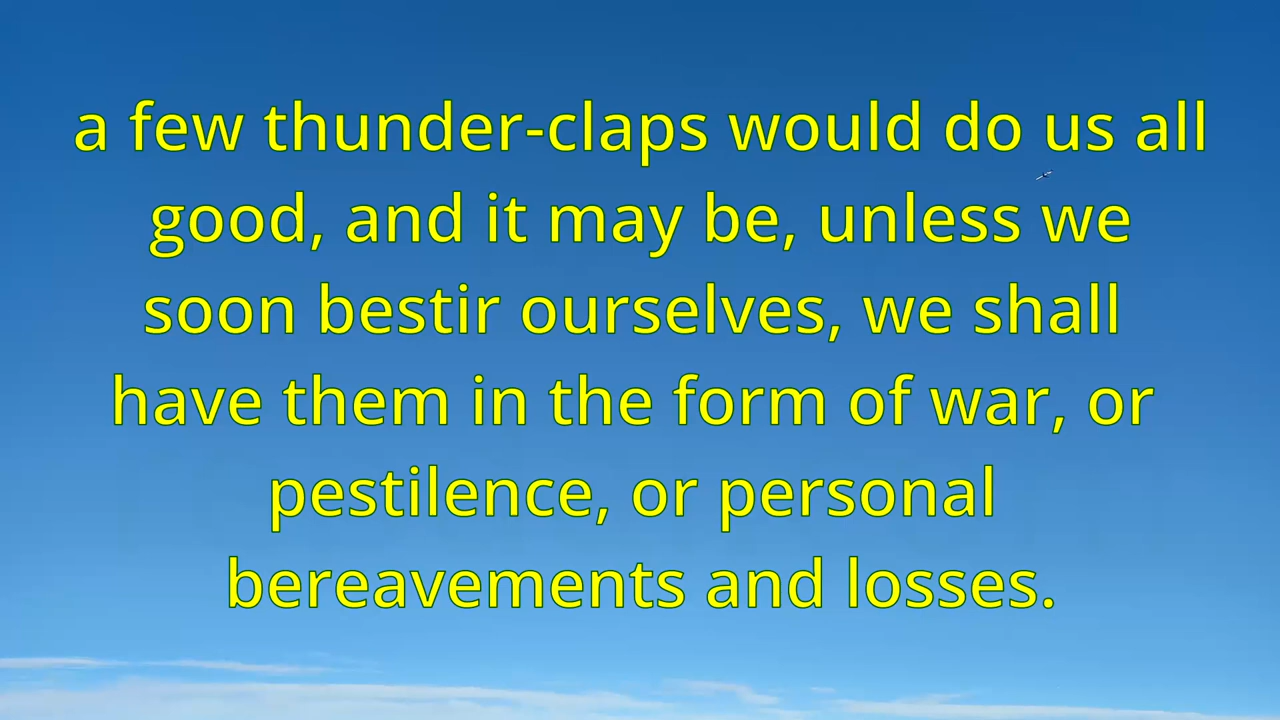 a few thunder-claps would do us all
good, and it may be, unless we
soon bestir ourselves, we shall
have them in the form of war, or
pestilence, or personal
bereavements and losses.